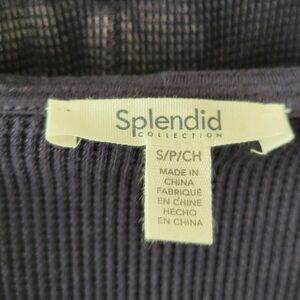 Splendid
COLLECTION
S/P/CH
MADE IN
CHINA
FABRIQUÉ
EN CHINE
HECHO
EN CHINA